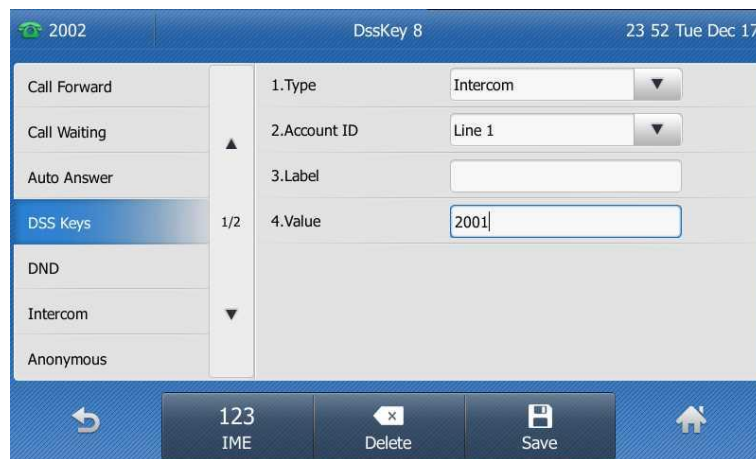 2002 DssKey 8 23 52 Tue Dec 17
Call Forward
Call Waiting
Auto Answer
DSS Keys
DND
Intercom
Anonymous
1/2
1.Type Intercom
2.Account ID Line 1
3.Label
4.Value 2001
123
IME
Delete
Save